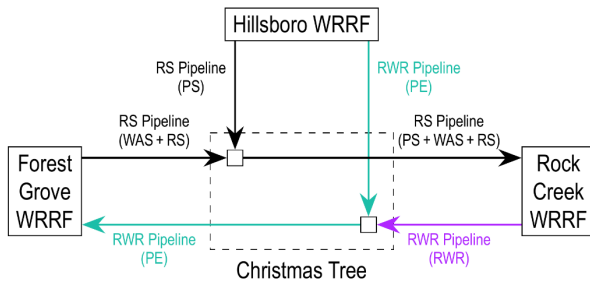 Hillsboro WRRF
RS Pipeline
(PS)
RWR Pipeline
(PE)
RS Pipeline
(WAS + RS)
RS Pipeline
(PS + WAS + RS)
Forest
Grove
WRRF
Rock
Creek
WRRF
RWR Pipeline
(PE)
RWR Pipeline
(RWR)
Christmas Tree